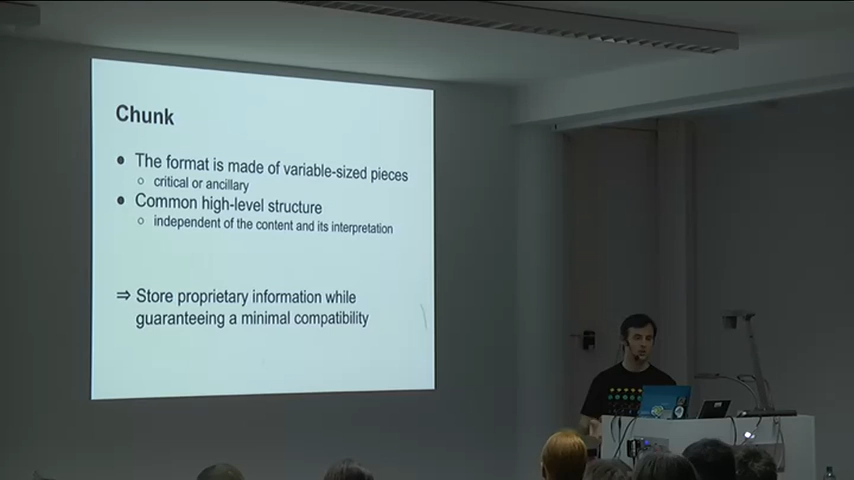 Chunk
● The format is made of variable-sized pieces
○ critical or ancillary
● Common high-level structure
○ independent of the content and its interpretation
⇒ Store proprietary information while
guaranteeing a minimal compatibility